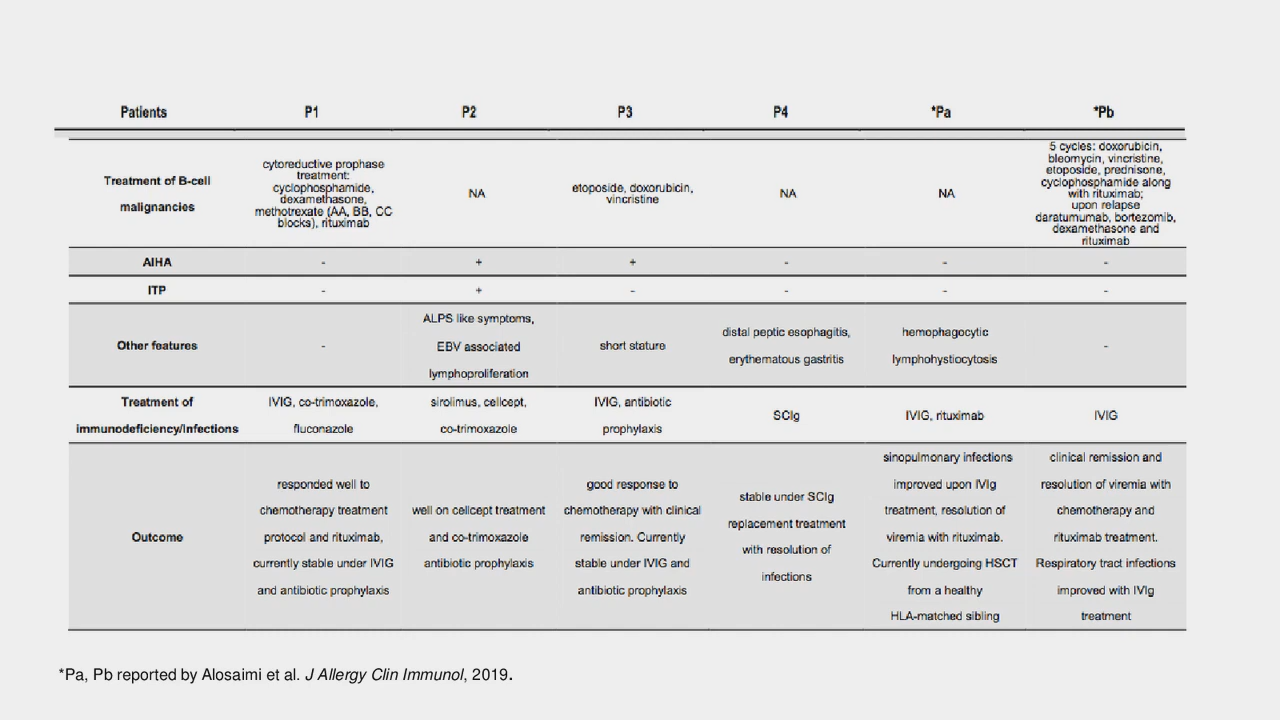 Patients P1 P2 P3 P4 *Pa *Pb
Treatment of B-cell
malignancies
cytoreductive prophase
treatment:
cyclophosphamide,
dexamethasone,
methotrexate (AA, BB, CC
blocks), rituximab
NA
etoposide, doxorubicin,
vincristine
NA
NA
5 cycles: doxorubicin,
bleomycin, vincristine,
etoposide, prednisone,
cyclophosphamide along
with rituximab;
upon relapse
daratumumab, bortezomib,
dexamethasone and
rituximab
AIHA - + + - - -
ITP - + - - - -
Other features
-
ALPS like symptoms,
EBV associated
lymphoproliferation
short stature
distal peptic esophagitis,
erythematous gastritis
hemophagocytic
lymphohystiocytosis
-
Treatment of
immunodeficiency/Infections
IVIG, co-trimoxazole,
fluconazole
sirolimus, cellcept,
co-trimoxazole
IVIG, antibiotic
prophylaxis
SCIg
IVIG, rituximab
IVIG
Outcome
responded well to
chemotherapy treatment
protocol and rituximab,
currently stable under IVIG
and antibiotic prophylaxis
well on cellcept treatment
and co-trimoxazole
antibiotic prophylaxis
good response to
chemotherapy with clinical
remission. Currently
stable under IVIG and
antibiotic prophylaxis
stable under SCIg
replacement treatment
with resolution of
infections
sinopulmonary infections
improved upon IVIg
treatment, resolution of
viremia with rituximab.
Currently undergoing HSCT
from a healthy
HLA-matched sibling
clinical remission and
resolution of viremia with
chemotherapy and
rituximab treatment.
Respiratory tract infections
improved with IVIg
treatment
*Pa, Pb reported by Alosaimi et al. J Allergy Clin Immunol, 2019.